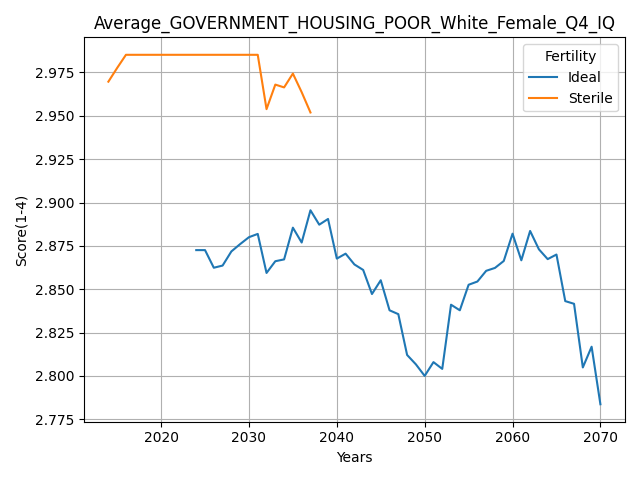 Average_GOVERNMENT_HOUSING_POOR_White_Female_Q4_IQ
Fertility
Ideal
Sterile
Score(1-4)
2.975
2.950
2.925
2.900
2.875
2.850
2.825
2.800
2.775
2020
2030
2040
2050
2060
2070
Years